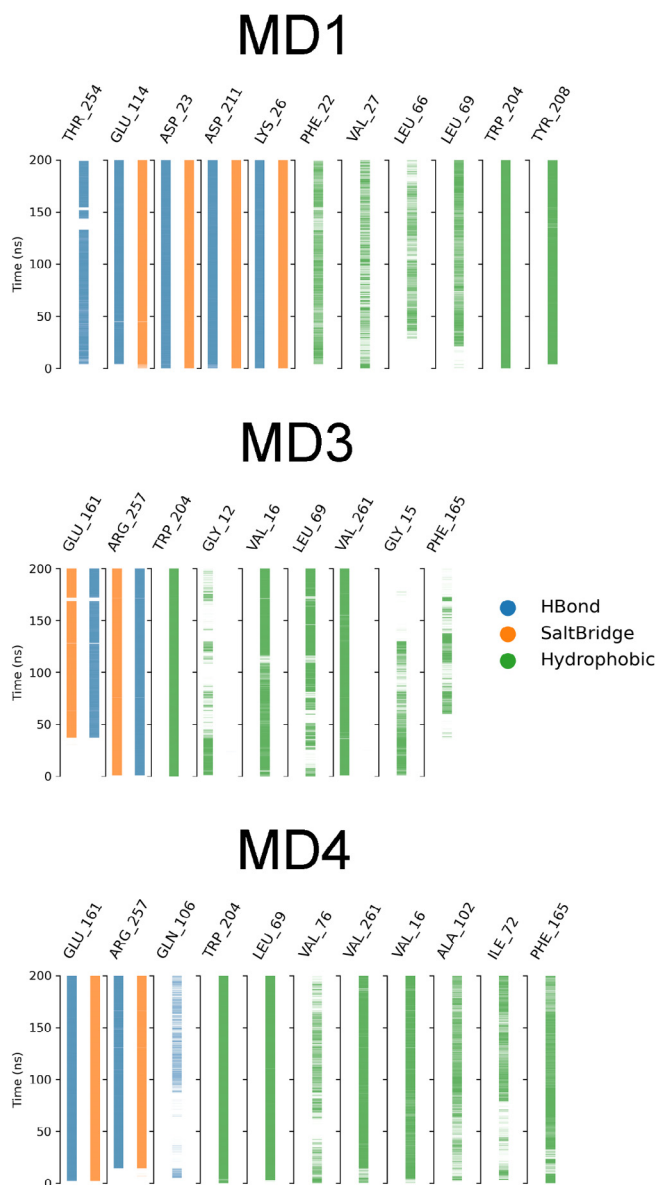 MD1
THR_254 GLU_114 ASP_23 ASP_211 LYS_26 PHE_22 VAL_27 LEU_66 LEU_69 TRP_204 TYR_208
200
150
100
50
0
Time (ns)
MD3
GLU_161 ARG_257 TRP_204 GLY_12 VAL_16 LEU_69 VAL_261 GLY_15 PHE_165
200
150
100
50
0
Time (ns)
HBond
SaltBridge
Hydrophobic
MD4
GLU_161 ARG_257 GLN_106 TRP_204 LEU_69 VAL_76 VAL_261 VAL_16 ALA_102 ILE_72 PHE_165
200
150
100
50
0
Time (ns)